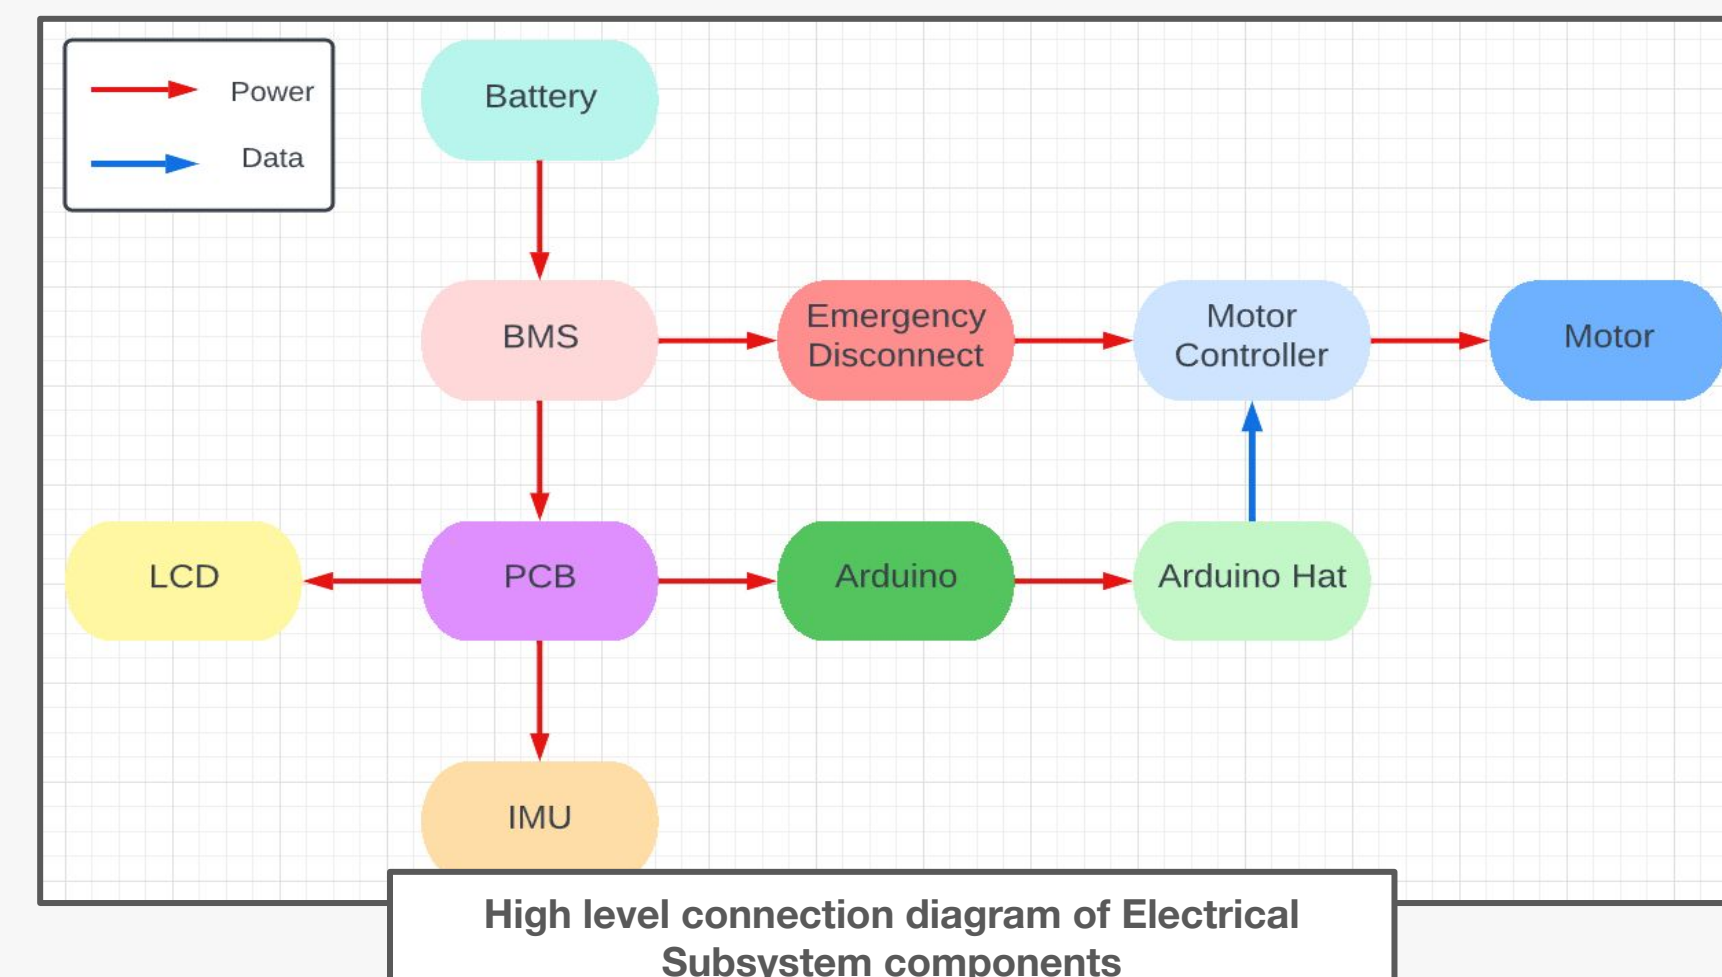 Power
Data
Battery
BMS
Emergency
Disconnect
Motor
Controller
Motor
LCD
PCB
Arduino
Arduino Hat
IMU
High level connection diagram of Electrical
Subsystem components